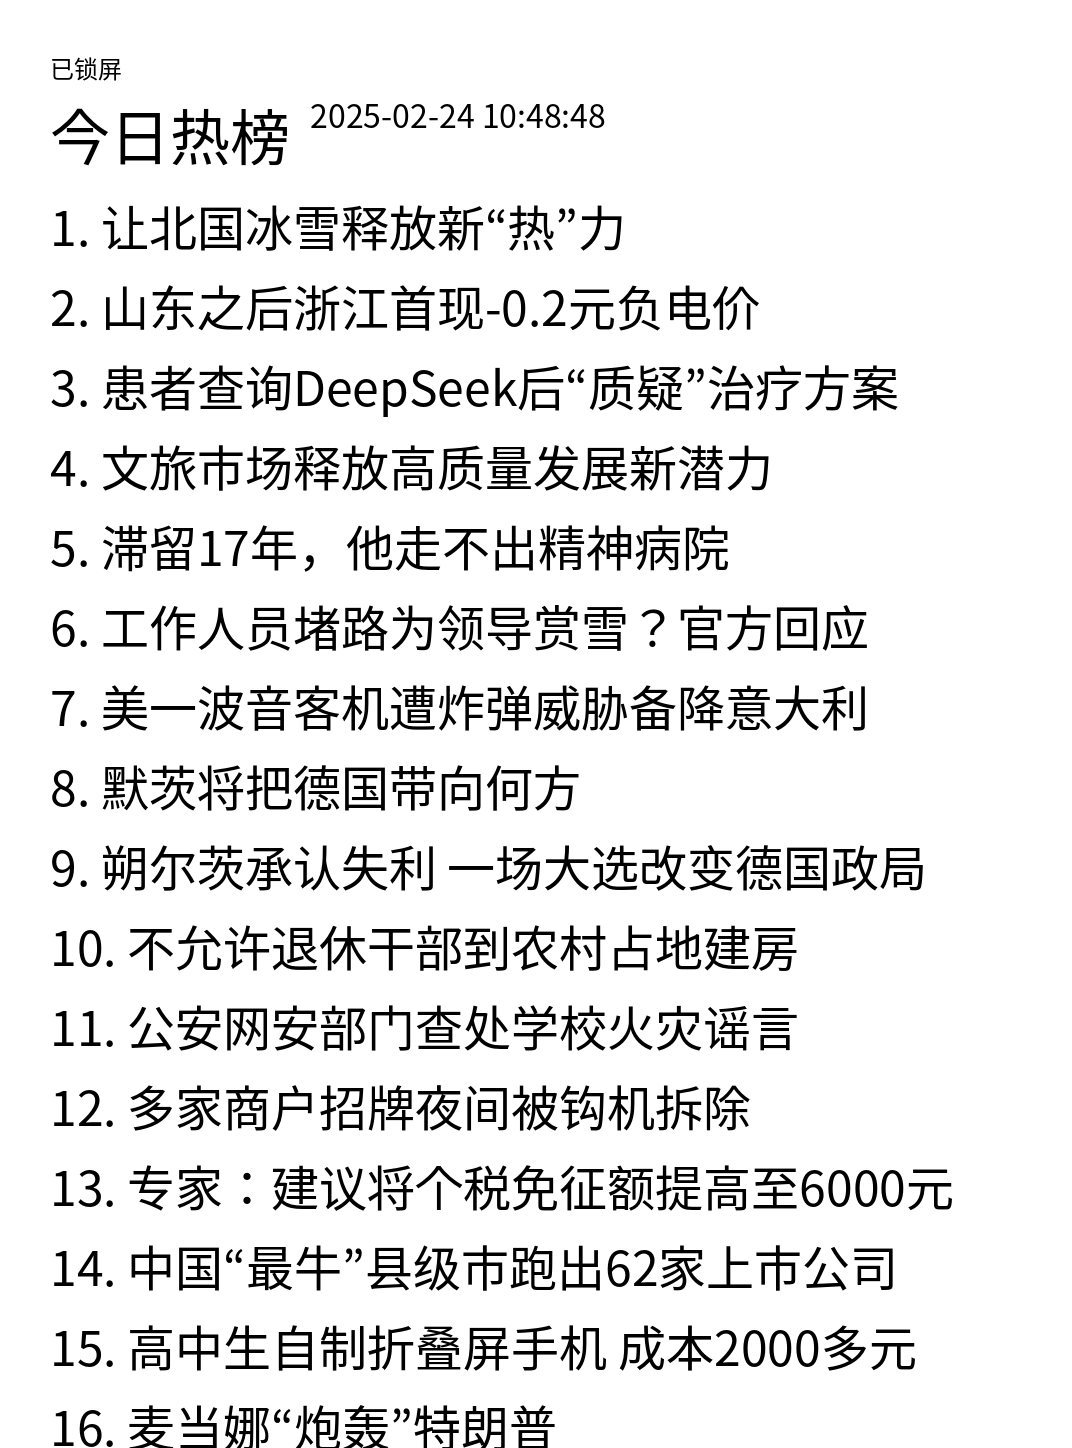 已锁屏
今日热榜 2025-02-24 10:48:48
1. 让北国冰雪释放新“热”力
2. 山东之后浙江首现-0.2元负电价
3. 患者查询DeepSeek后“质疑”治疗方案
4. 文旅市场释放高质量发展新潜力
5. 滞留17年，他走不出精神病院
6. 工作人员堵路为领导赏雪？官方回应
7. 美一波音客机遭炸弹威胁备降意大利
8. 默茨将把德国带向何方
9. 朔尔茨承认失利 一场大选改变德国政局
10. 不允许退休干部到农村占地建房
11. 公安网安部门查处学校火灾谣言
12. 多家商户招牌夜间被钩机拆除
13. 专家：建议将个税免征额提高至6000元
14. 中国“最牛”县级市跑出62家上市公司
15. 高中生自制折叠屏手机 成本2000多元
16. 麦当娜“炮轰”特朗普